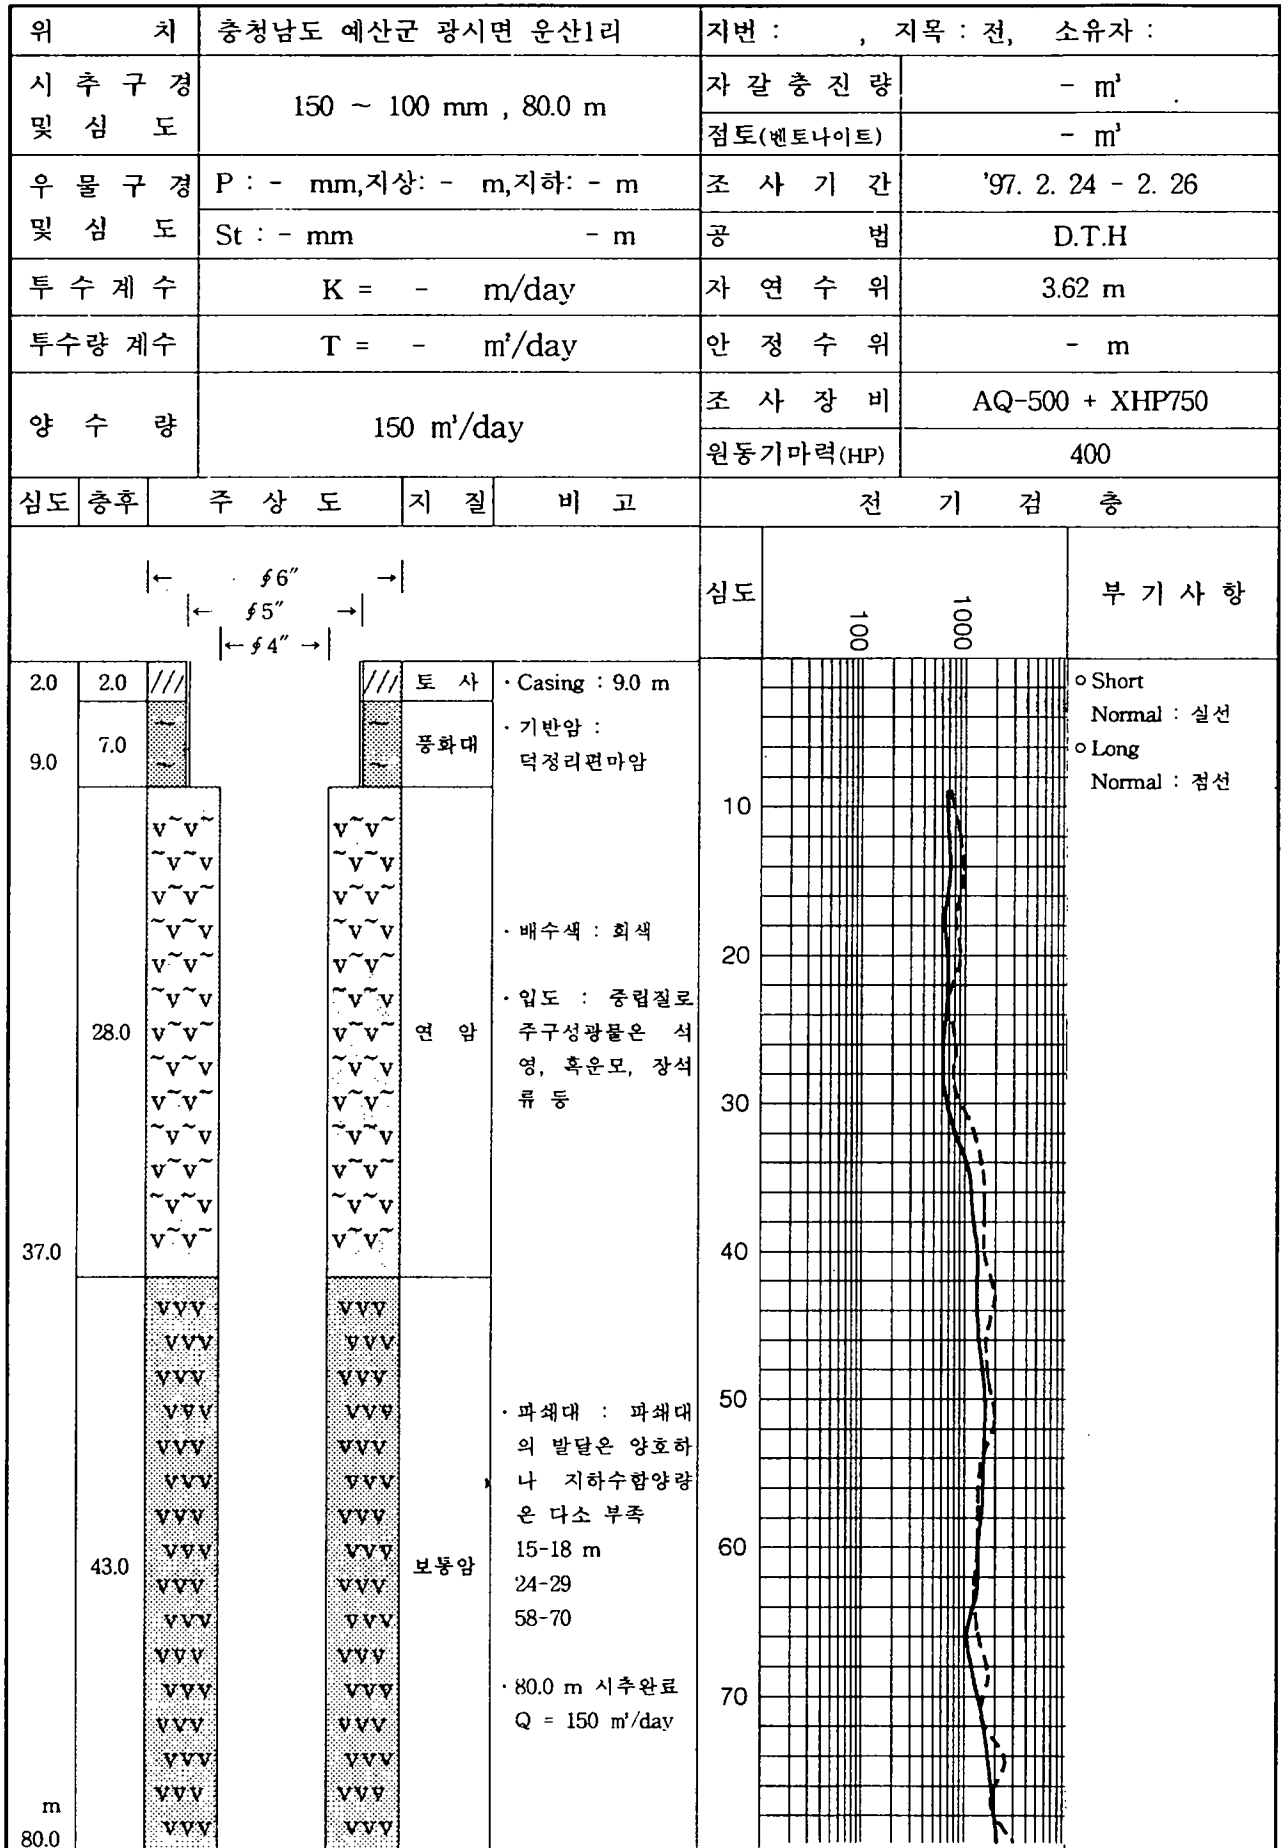 위 치 충청남도 예산군 광시면 운산1리 지번 : , 지목 : 전, 소유자 :
시 추 구 경 및 심 도 150 ~ 100 mm , 80.0 m 자 갈 충 진 량 - m³
점토(벤토나이트) - m³
우 물 구 경 및 심 도 P : - mm,지상: - m,지하: - m 조 사 기 간 '97. 2. 24 - 2. 26
St : - mm - m 공 법 D.T.H
투 수 계 수 K = - m/day 자 연 수 위 3.62 m
투수량 계수 T = - m²/day 안 정 수 위 - m
양 수 량 150 m³/day 조 사 장 비 AQ-500 + XHP750
원동기마력(HP) 400
심도 층후 주 상 도 지 질 비 고 전 기 검 층
← ∮6″ →
← ∮5″ →
← ∮4″ →
심도 100 1000 부 기 사 항
2.0 2.0 토 사 · Casing : 9.0 m
9.0 7.0 풍화대 · 기반암 :
덕정리편마암
28.0 연 암
· 배수색 : 회색
· 입도 : 중립질로
주구성광물은 석
영, 흑운모, 장석
류 등
37.0
43.0 보통암
· 파쇄대 : 파쇄대
의 발달은 양호하
나 지하수함양량
은 다소 부족
15-18 m
24-29
58-70
· 80.0 m 시추완료
Q = 150 m³/day
m
80.0
10
20
30
40
50
60
70
○ Short
Normal : 실선
○ Long
Normal : 점선